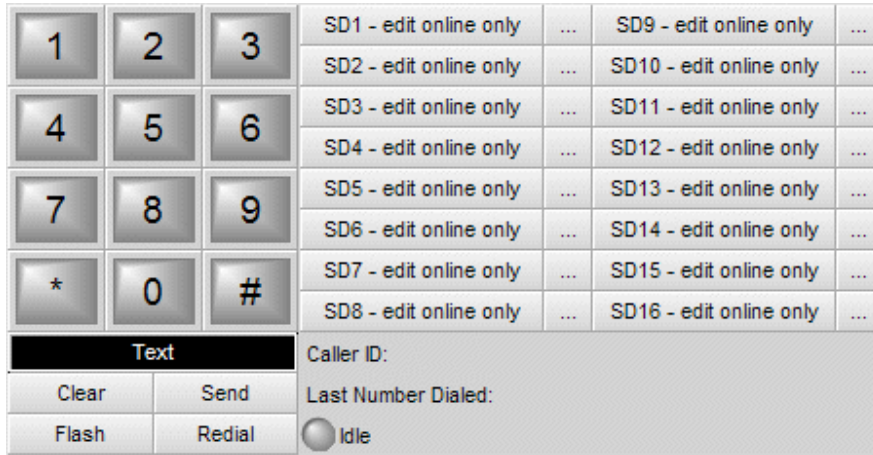 1 2 3
4 5 6
7 8 9
* 0 #
SD1 - edit online only ... SD9 - edit online only ...
SD2 - edit online only ... SD10 - edit online only ...
SD3 - edit online only ... SD11 - edit online only ...
SD4 - edit online only ... SD12 - edit online only ...
SD5 - edit online only ... SD13 - edit online only ...
SD6 - edit online only ... SD14 - edit online only ...
SD7 - edit online only ... SD15 - edit online only ...
SD8 - edit online only ... SD16 - edit online only ...
Text
Clear Send
Flash Redial
Caller ID:
Last Number Dialed:
Idle